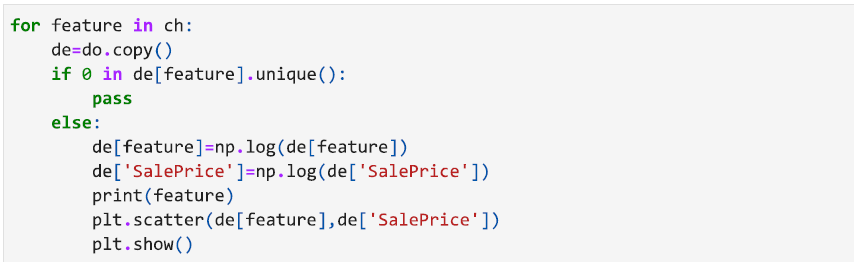 for feature in ch:
    de=do.copy()
    if 0 in de[feature].unique():
        pass
    else:
        de[feature]=np.log(de[feature])
        de['SalePrice']=np.log(de['SalePrice'])
        print(feature)
        plt.scatter(de[feature],de['SalePrice'])
        plt.show()